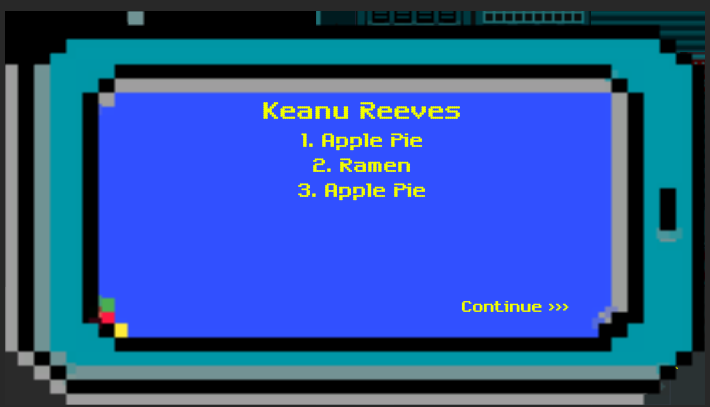 Keanu Reeves
1. Apple Pie
2. Ramen
3. Apple Pie
Continue >>>